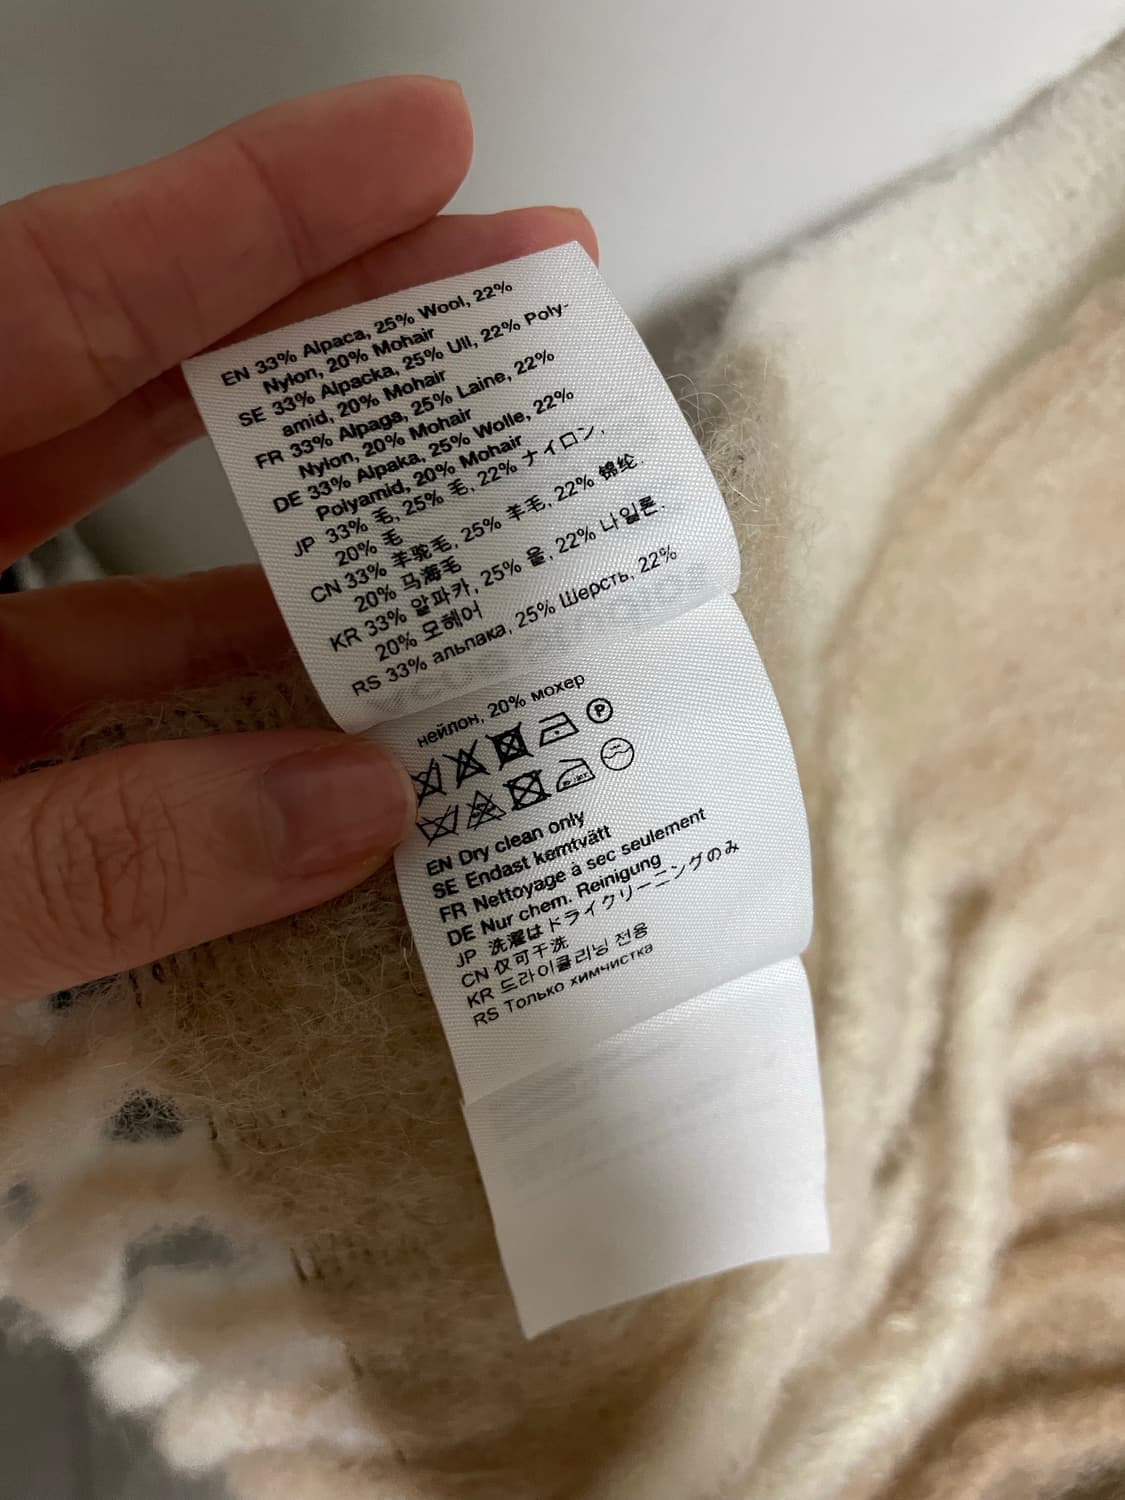 EN 33% Alpaca, 25% Wool, 22%
Nylon, 20% Mohair
SE 33% Alpacka, 25% Ull, 22% Poly-
amid, 20% Mohair
FR 33% Alpaga, 25% Laine, 22%
Nylon, 20% Mohair
DE 33% Alpaka, 25% Wolle, 22%
Polyamid, 20% Mohair
JP 33% 毛, 25% 毛, 22% ナイロン,
20% 毛
CN 33% 羊驼毛, 25% 羊毛, 22% 锦纶,
20% 马海毛
KR 33% 알파카, 25% 울, 22% 나일론,
20% 모헤어
RS 33% альпака, 25% Шерсть, 22%
нейлон, 20% мохер
P
EN Dry clean only
SE Endast kemtvätt
FR Nettoyage à sec seulement
DE Nur chem. Reinigung
JP 洗濯はドライクリーニングのみ
CN 仅可干洗
KR 드라이클리닝 전용
RS Только химчистка